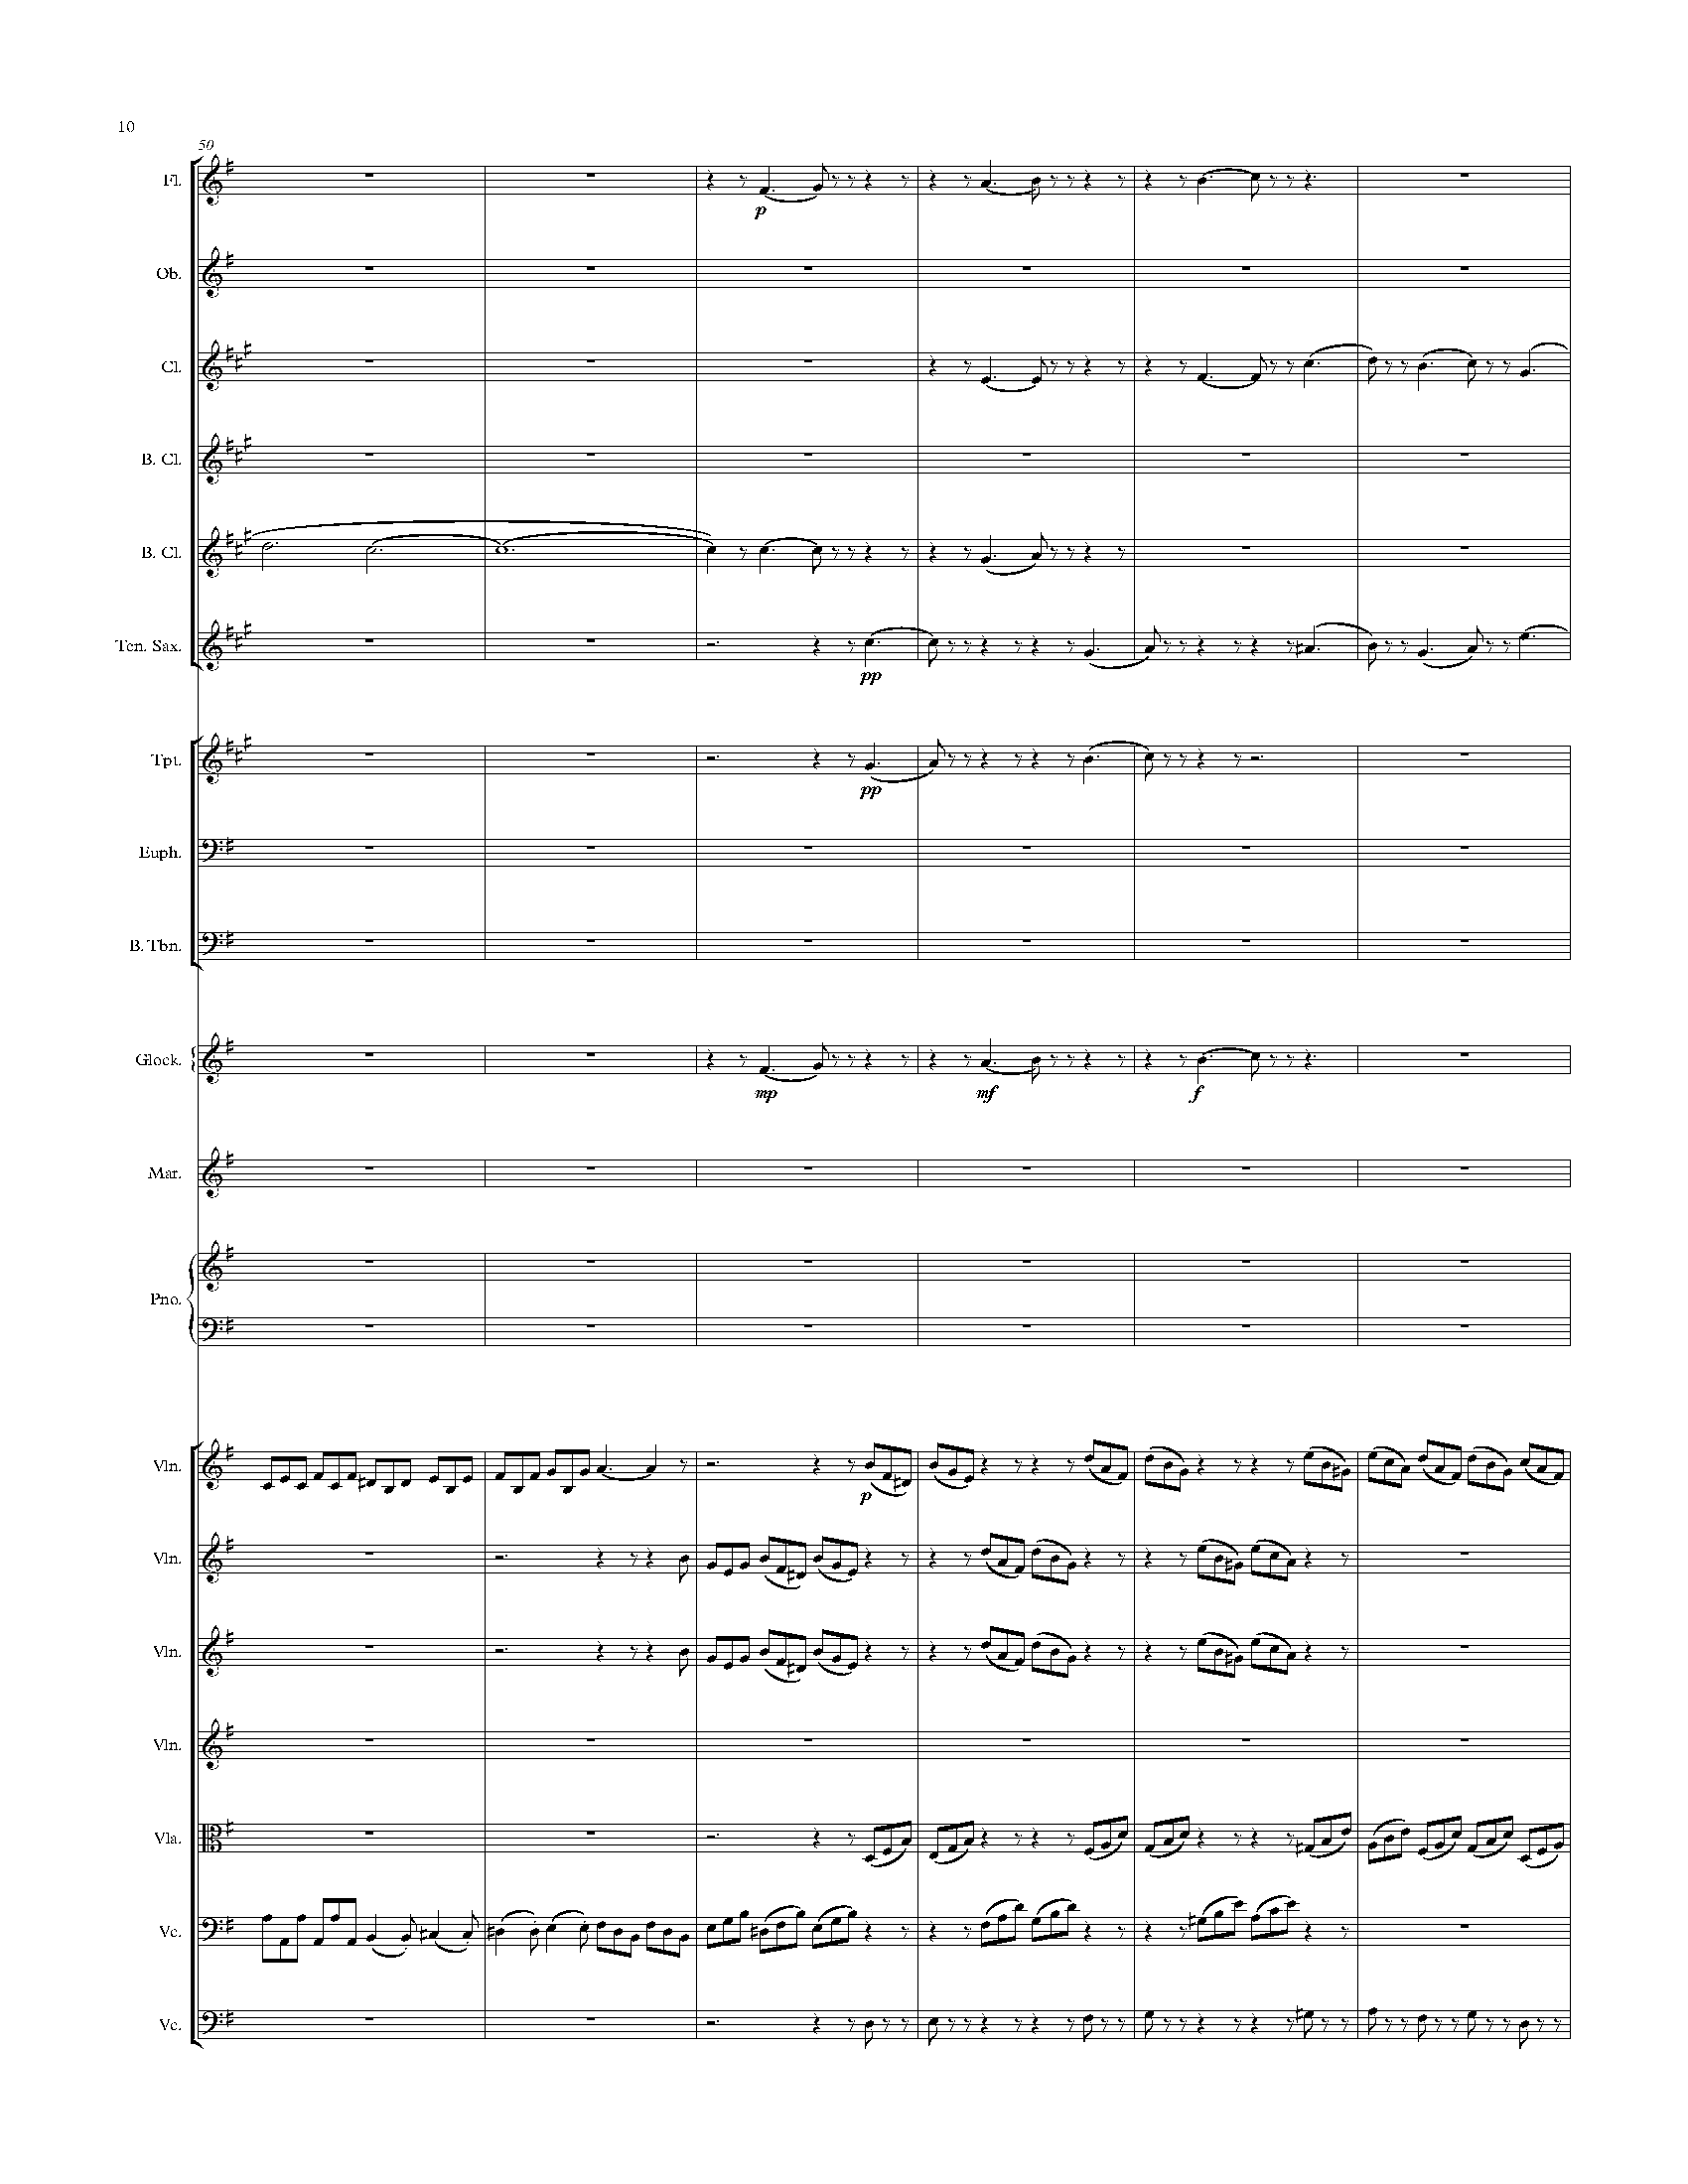 10
50
Fl.
p
Ob.
Cl.
B. Cl.
B. Cl.
Ten. Sax.
pp
Tpt.
pp
Euph.
B. Tbn.
Glock.
mp
mf
f
Mar.
Pno.
Vln.
p
Vln.
Vln.
Vln.
Vla.
Vc.
Vc.